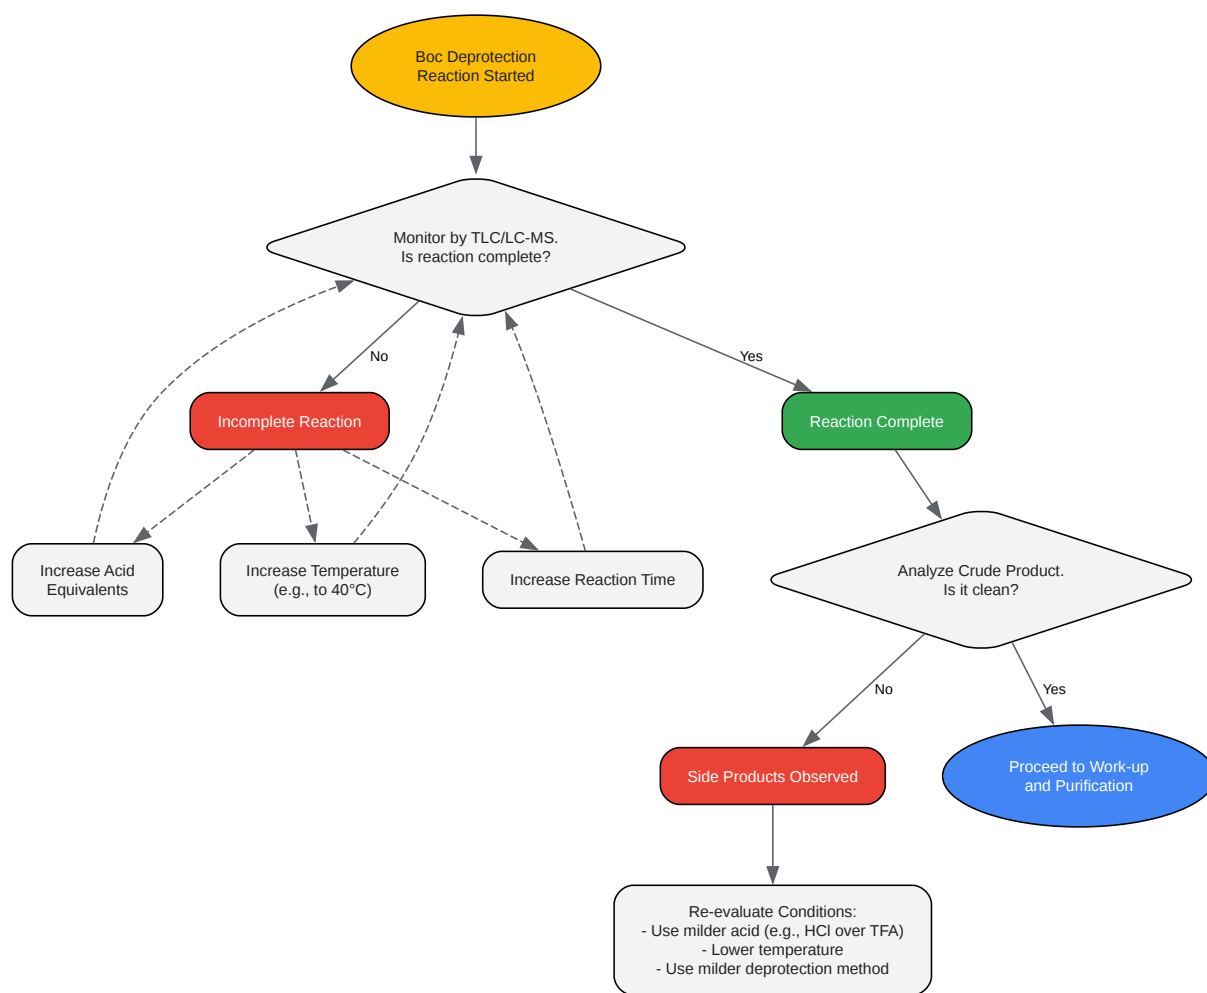 Boc Deprotection
Reaction Started
Monitor by TLC/LC-MS.
Is reaction complete?
No
Yes
Incomplete Reaction
Reaction Complete
Increase Acid
Equivalents
Increase Temperature
(e.g., to 40°C)
Increase Reaction Time
Analyze Crude Product.
Is it clean?
No
Yes
Side Products Observed
Proceed to Work-up
and Purification
Re-evaluate Conditions:
- Use milder acid (e.g., HCl over TFA)
- Lower temperature
- Use milder deprotection method